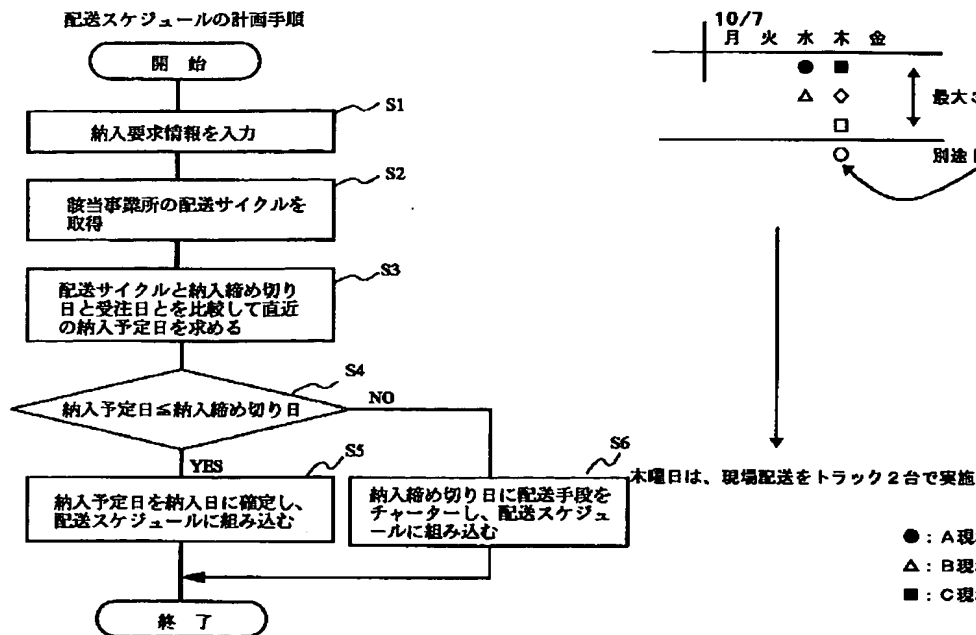 配送スケジュールの計画手順
開 始
S1
納入要求情報を入力
S2
該当事業所の配送サイクルを
取得
S3
配送サイクルと納入締め切り
日と受注日とを比較して直近
の納入予定日を求める
S4
納入予定日≦納入締め切り日
NO
YES
S5
納入予定日を納入日に確定し、
配送スケジュールに組み込む
S6
納入締め切り日に配送手段を
チャーターし、配送スケジュ
ールに組み込む
終 了
10/7
月 火 水 木 金
最大
別途
木曜日は、現場配送をトラック2台で実施
●：A現
△：B現
■：C現